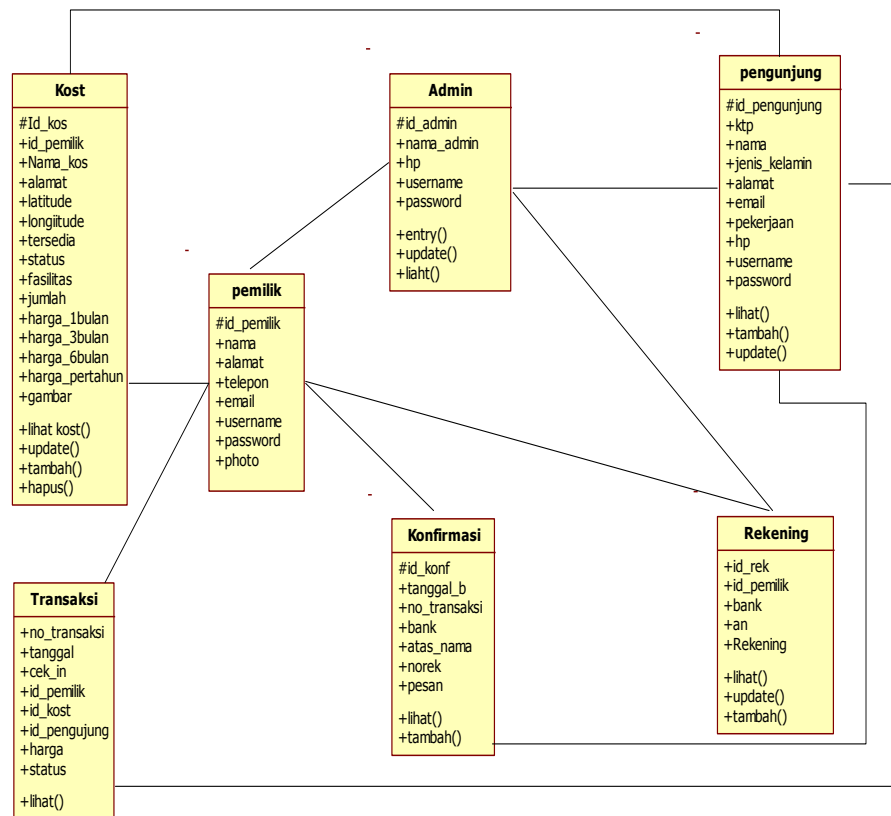 Kost
#Id_kos
+id_pemilik
+Nama_kos
+alamat
+latitude
+longiitude
+tersedia
+status
+fasilitas
+jumlah
+harga_1bulan
+harga_3bulan
+harga_6bulan
+harga_pertahun
+gambar
+lihat kost()
+update()
+tambah()
+hapus()
Admin
#id_admin
+nama_admin
+hp
+username
+password
+entry()
+update()
+liaht()
pengunjung
#id_pengunjung
+ktp
+nama
+jenis_kelamin
+alamat
+email
+pekerjaan
+hp
+username
+password
+lihat()
+tambah()
+update()
pemilik
#id_pemilik
+nama
+alamat
+telepon
+email
+username
+password
+photo
Transaksi
+no_transaksi
+tanggal
+cek_in
+id_pemilik
+id_kost
+id_pengujung
+harga
+status
+lihat()
Konfirmasi
#id_konf
+tanggal_b
+no_transaksi
+bank
+atas_nama
+norek
+pesan
+lihat()
+tambah()
Rekening
+id_rek
+id_pemilik
+bank
+an
+Rekening
+lihat()
+update()
+tambah()